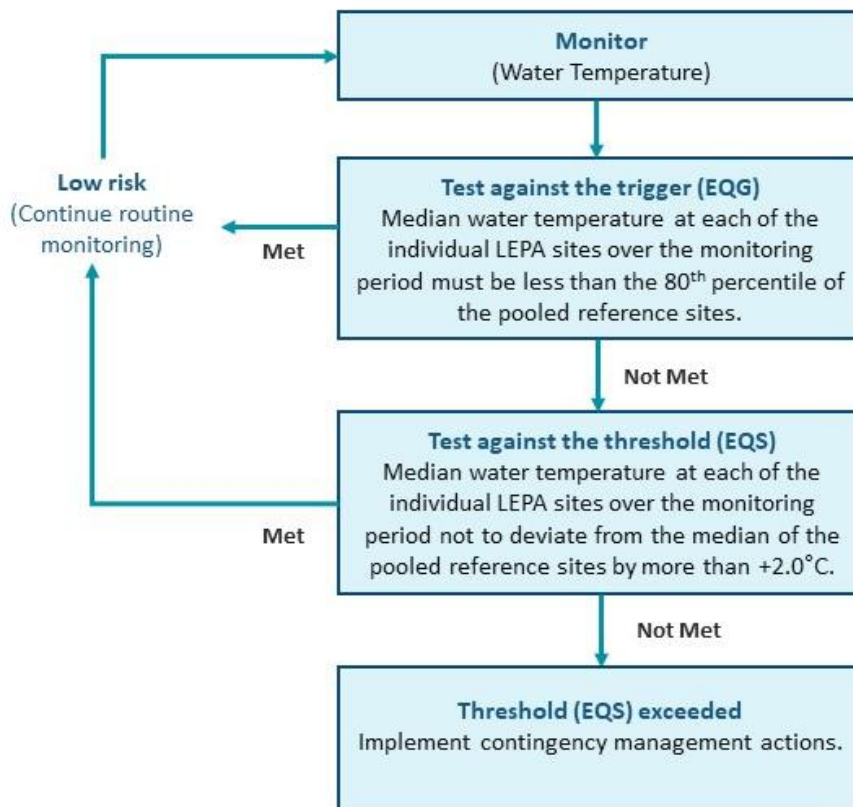 Monitor
(Water Temperature)
Low risk
(Continue routine
monitoring)
Test against the trigger (EQG)
Median water temperature at each of the
individual LEPA sites over the monitoring
period must be less than the 80th percentile of
the pooled reference sites.
Met
Not Met
Test against the threshold (EQS)
Median water temperature at each of the
individual LEPA sites over the monitoring
period not to deviate from the median of the
pooled reference sites by more than +2.0°C.
Met
Not Met
Threshold (EQS) exceeded
Implement contingency management actions.